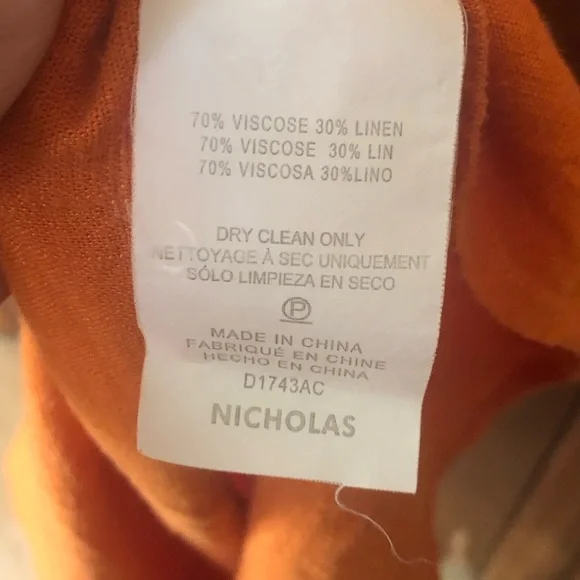 70% VISCOSE 30% LINEN
70% VISCOSE 30% LIN
70% VISCOSA 30%LINO
DRY CLEAN ONLY
NETTOYAGE À SEC UNIQUEMENT
SÓLO LIMPIEZA EN SECO
P
MADE IN CHINA
FABRIQUÉ EN CHINE
HECHO EN CHINA
D1743AC
NICHOLAS